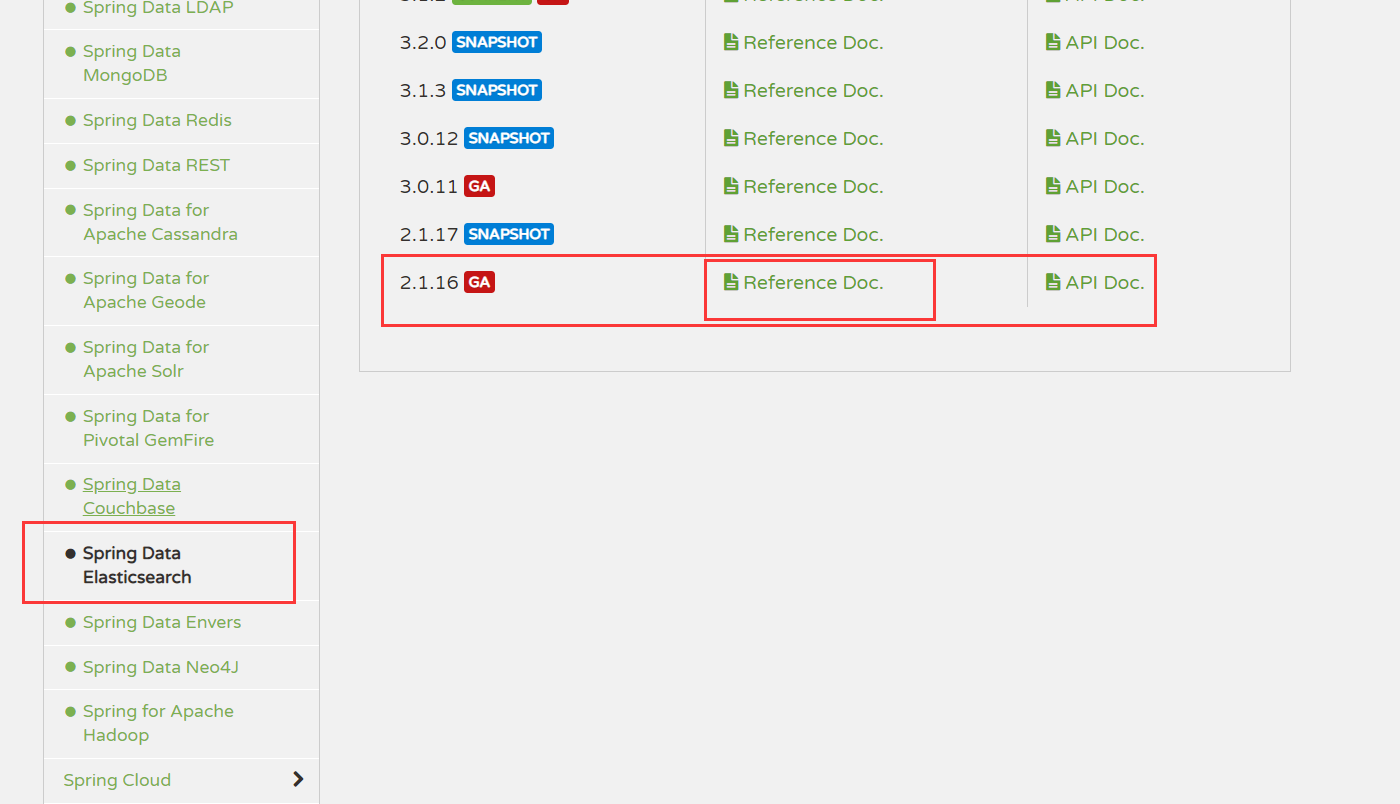 Spring Data LDAP
Spring Data
MongoDB
Spring Data Redis
Spring Data REST
Spring Data for
Apache Cassandra
Spring Data for
Apache Geode
Spring Data for
Apache Solr
Spring Data for
Pivotal GemFire
Spring Data
Couchbase
Spring Data
Elasticsearch
Spring Data Envers
Spring Data Neo4J
Spring for Apache
Hadoop
Spring Cloud
3.2.0 SNAPSHOT Reference Doc. API Doc.
3.1.3 SNAPSHOT Reference Doc. API Doc.
3.0.12 SNAPSHOT Reference Doc. API Doc.
3.0.11 GA Reference Doc. API Doc.
2.1.17 SNAPSHOT Reference Doc. API Doc.
2.1.16 GA Reference Doc. API Doc.